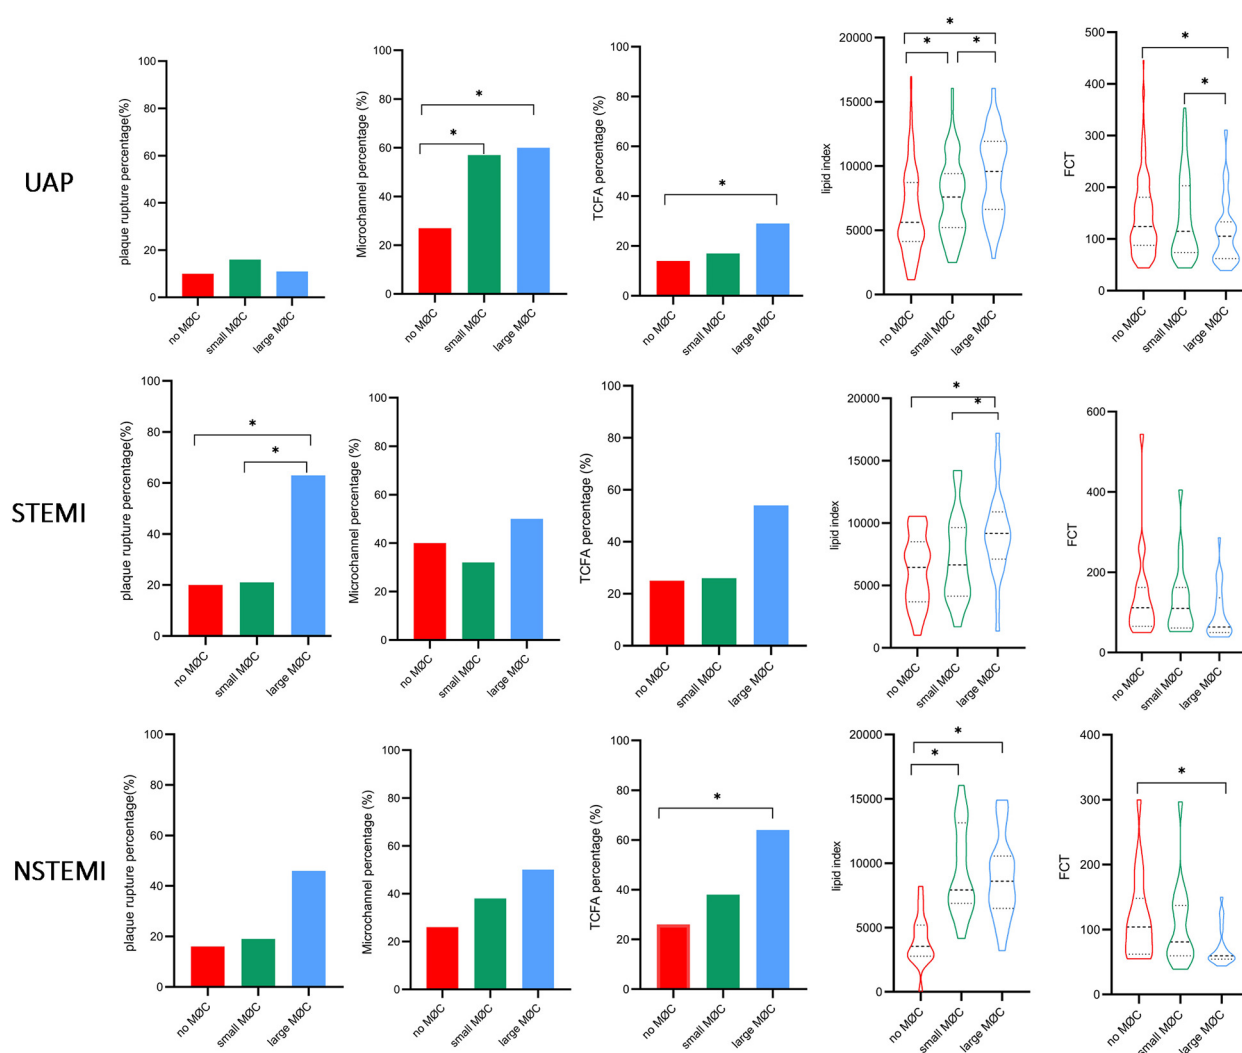 UAP
plaque rupture percentage(%)
100
80
60
40
20
0
no MØC
small MØC
large MØC
Microchannel percentage (%)
100
80
60
40
20
0
*
*
no MØC
small MØC
large MØC
TCFA percentage (%)
100
80
60
40
20
0
*
no MØC
small MØC
large MØC
lipid index
20000
15000
10000
5000
0
*
*
*
no MØC
small MØC
large MØC
FCT
500
400
300
200
100
0
*
*
no MØC
small MØC
large MØC
STEMI
plaque rupture percentage(%)
100
80
60
40
20
0
*
*
no MØC
small MØC
large MØC
Microchannel percentage (%)
100
80
60
40
20
0
no MØC
small MØC
large MØC
TCFA percentage (%)
100
80
60
40
20
0
no MØC
small MØC
large MØC
lipid index
20000
15000
10000
5000
0
*
*
no MØC
small MØC
large MØC
FCT
600
400
200
0
no MØC
small MØC
large MØC
NSTEMI
plaque rupture percentage(%)
100
80
60
40
20
0
no MØC
small MØC
large MØC
Microchannel percentage (%)
100
80
60
40
20
0
no MØC
small MØC
large MØC
TCFA percentage (%)
100
80
60
40
20
0
*
no MØC
small MØC
large MØC
lipid index
20000
15000
10000
5000
0
*
*
no MØC
small MØC
large MØC
FCT
400
300
200
100
0
*
no MØC
small MØC
large MØC